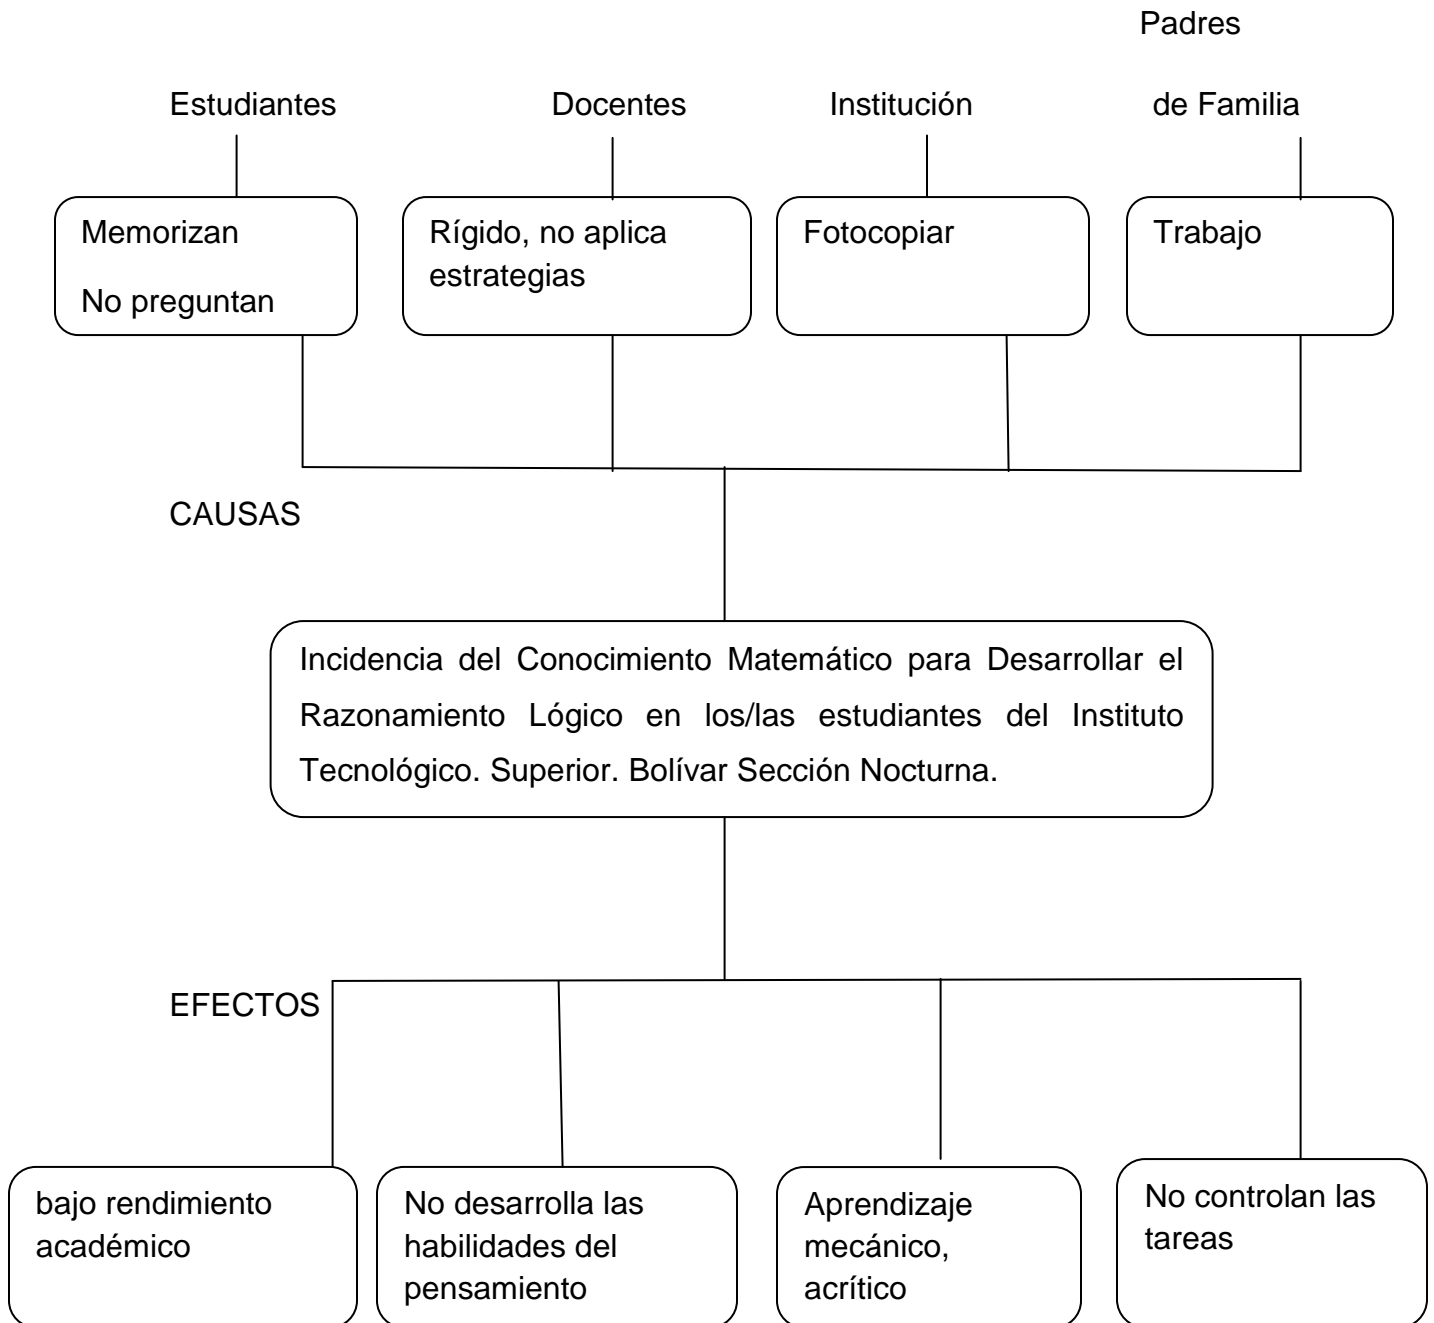 Padres
Estudiantes
Docentes
Institución
de Familia
Memorizan
No preguntan
Rígido, no aplica
estrategias
Fotocopiar
Trabajo
CAUSAS
Incidencia del Conocimiento Matemático para Desarrollar el
Razonamiento Lógico en los/las estudiantes del Instituto
Tecnológico. Superior. Bolívar Sección Nocturna.
EFECTOS
bajo rendimiento
académico
No desarrolla las
habilidades del
pensamiento
Aprendizaje
mecánico,
acrítico
No controlan las
tareas